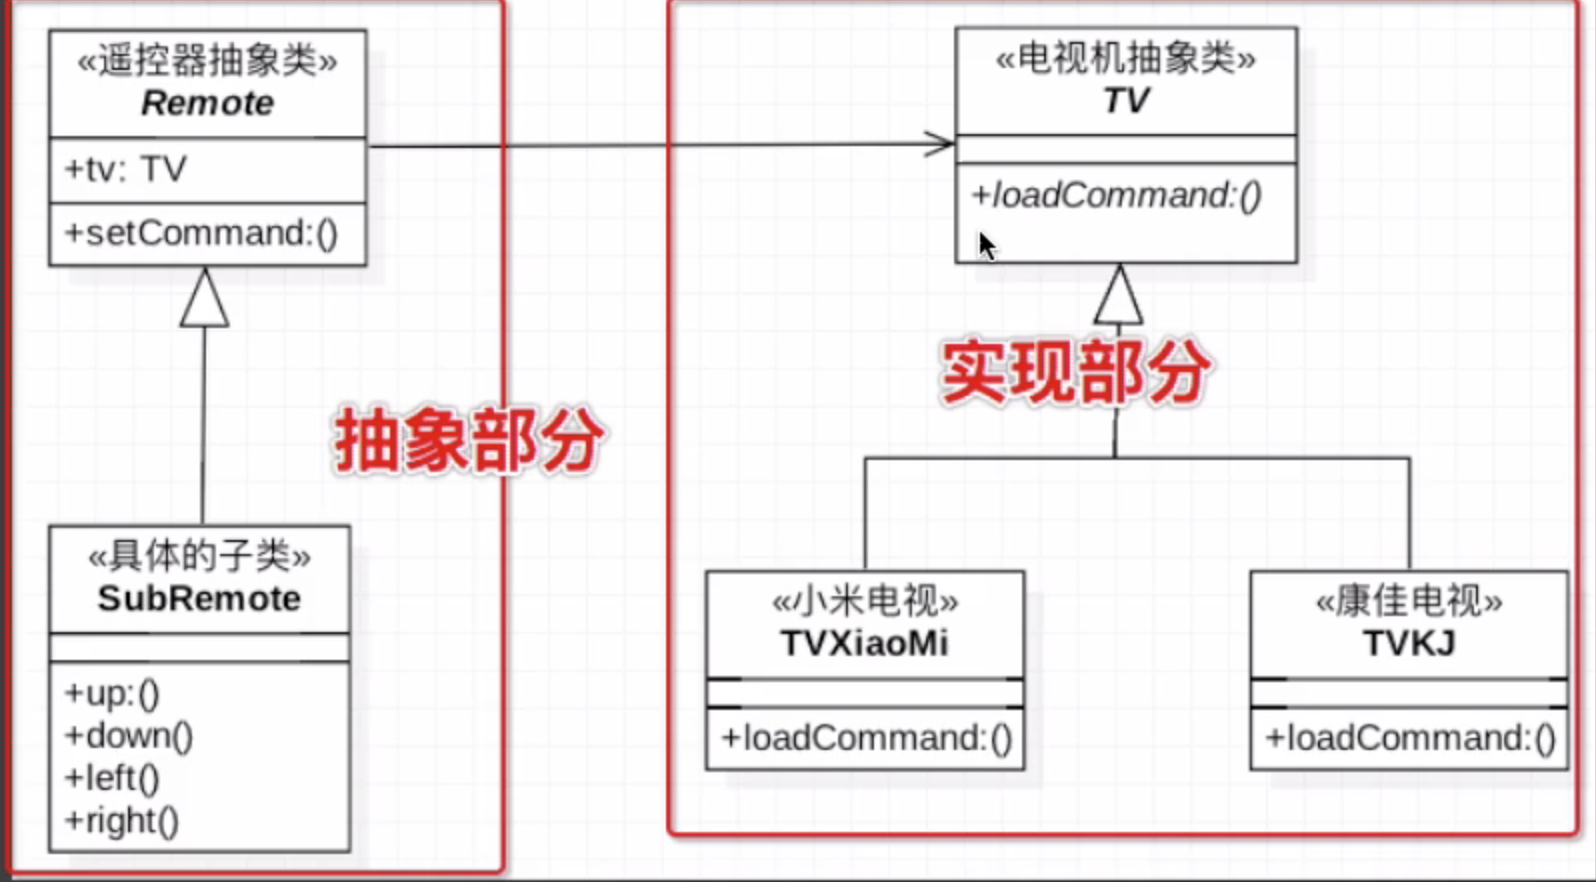 «遥控器抽象类»
Remote
+tv: TV
+setCommand:()
«电视机抽象类»
TV
+loadCommand:()
实现部分
抽象部分
«具体的子类»
SubRemote
+up:()
+down()
+left()
+right()
«小米电视»
TVXiaoMi
+loadCommand:()
«康佳电视»
TVKJ
+loadCommand:()